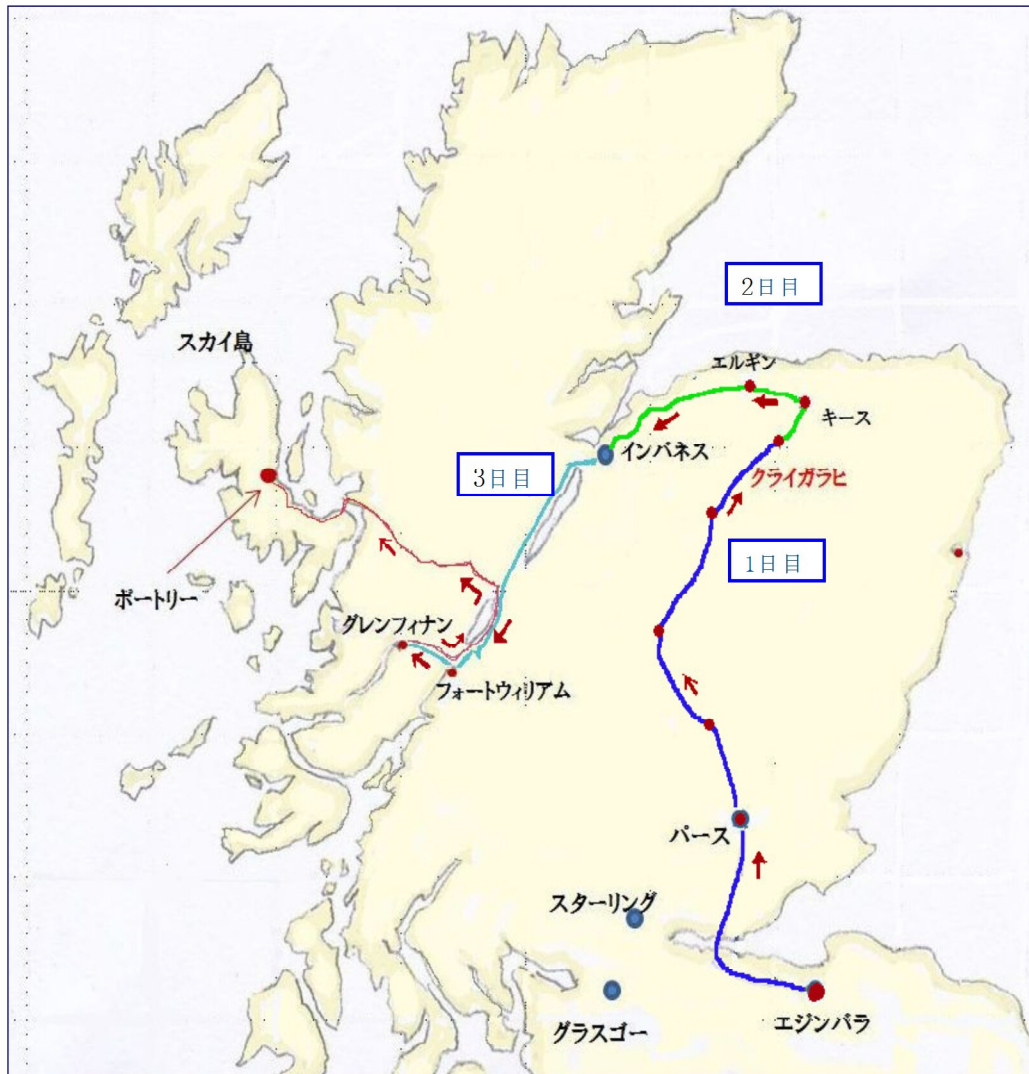 2日目
スカイ島
エルギン
キース
インバネス
3日目
クライガラヒ
1日目
ポートリー
グレンフィナン
フォートウィリアム
パース
スターリング
グラスゴー
エジンバラ